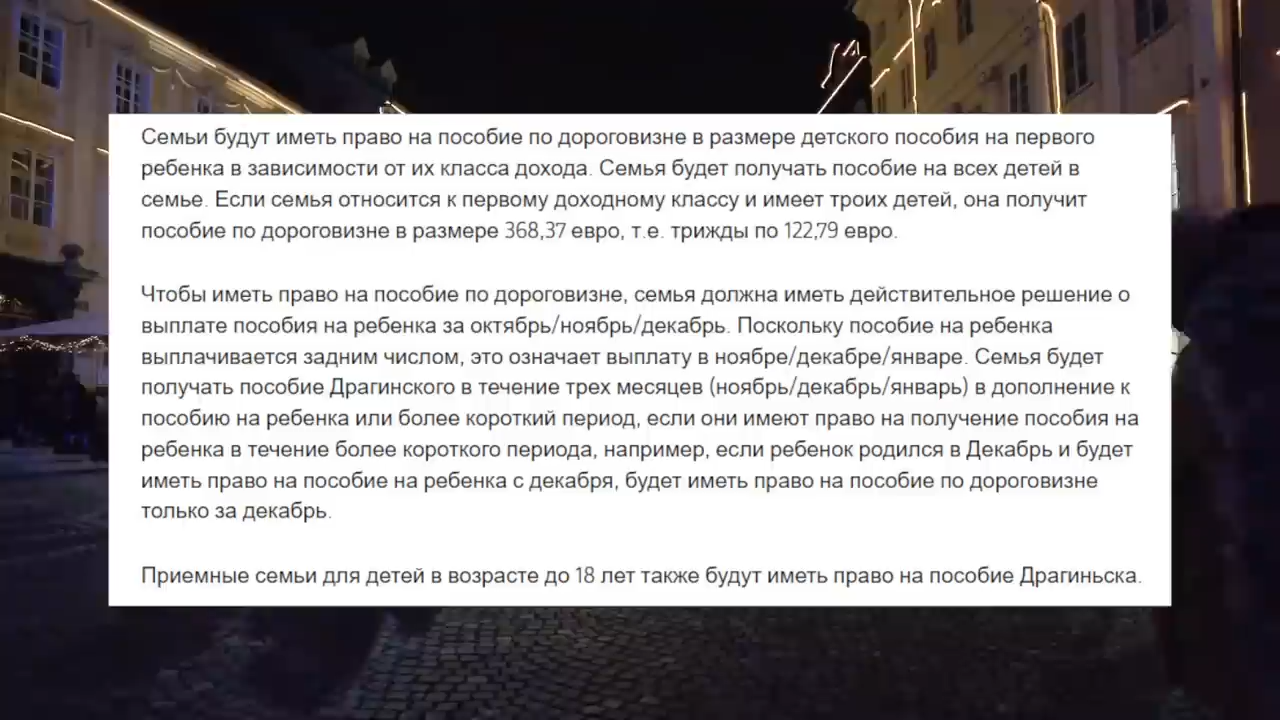 Семьи будут иметь право на пособие по дороговизне в размере детского пособия на первого
ребенка в зависимости от их класса дохода. Семья будет получать пособие на всех детей в
семье. Если семья относится к первому доходному классу и имеет троих детей, она получит
пособие по дороговизне в размере 368,37 евро, т.е. трижды по 122,79 евро.
Чтобы иметь право на пособие по дороговизне, семья должна иметь действительное решение о
выплате пособия на ребенка за октябрь/ноябрь/декабрь. Поскольку пособие на ребенка
выплачивается задним числом, это означает выплату в ноябре/декабре/январе. Семья будет
получать пособие Драгинского в течение трех месяцев (ноябрь/декабрь/январь) в дополнение к
пособию на ребенка или более короткий период, если они имеют право на получение пособия на
ребенка в течение более короткого периода, например, если ребенок родился в Декабрь и будет
иметь право на пособие на ребенка с декабря, будет иметь право на пособие по дороговизне
только за декабрь.
Приемные семьи для детей в возрасте до 18 лет также будут иметь право на пособие Драгиньска.